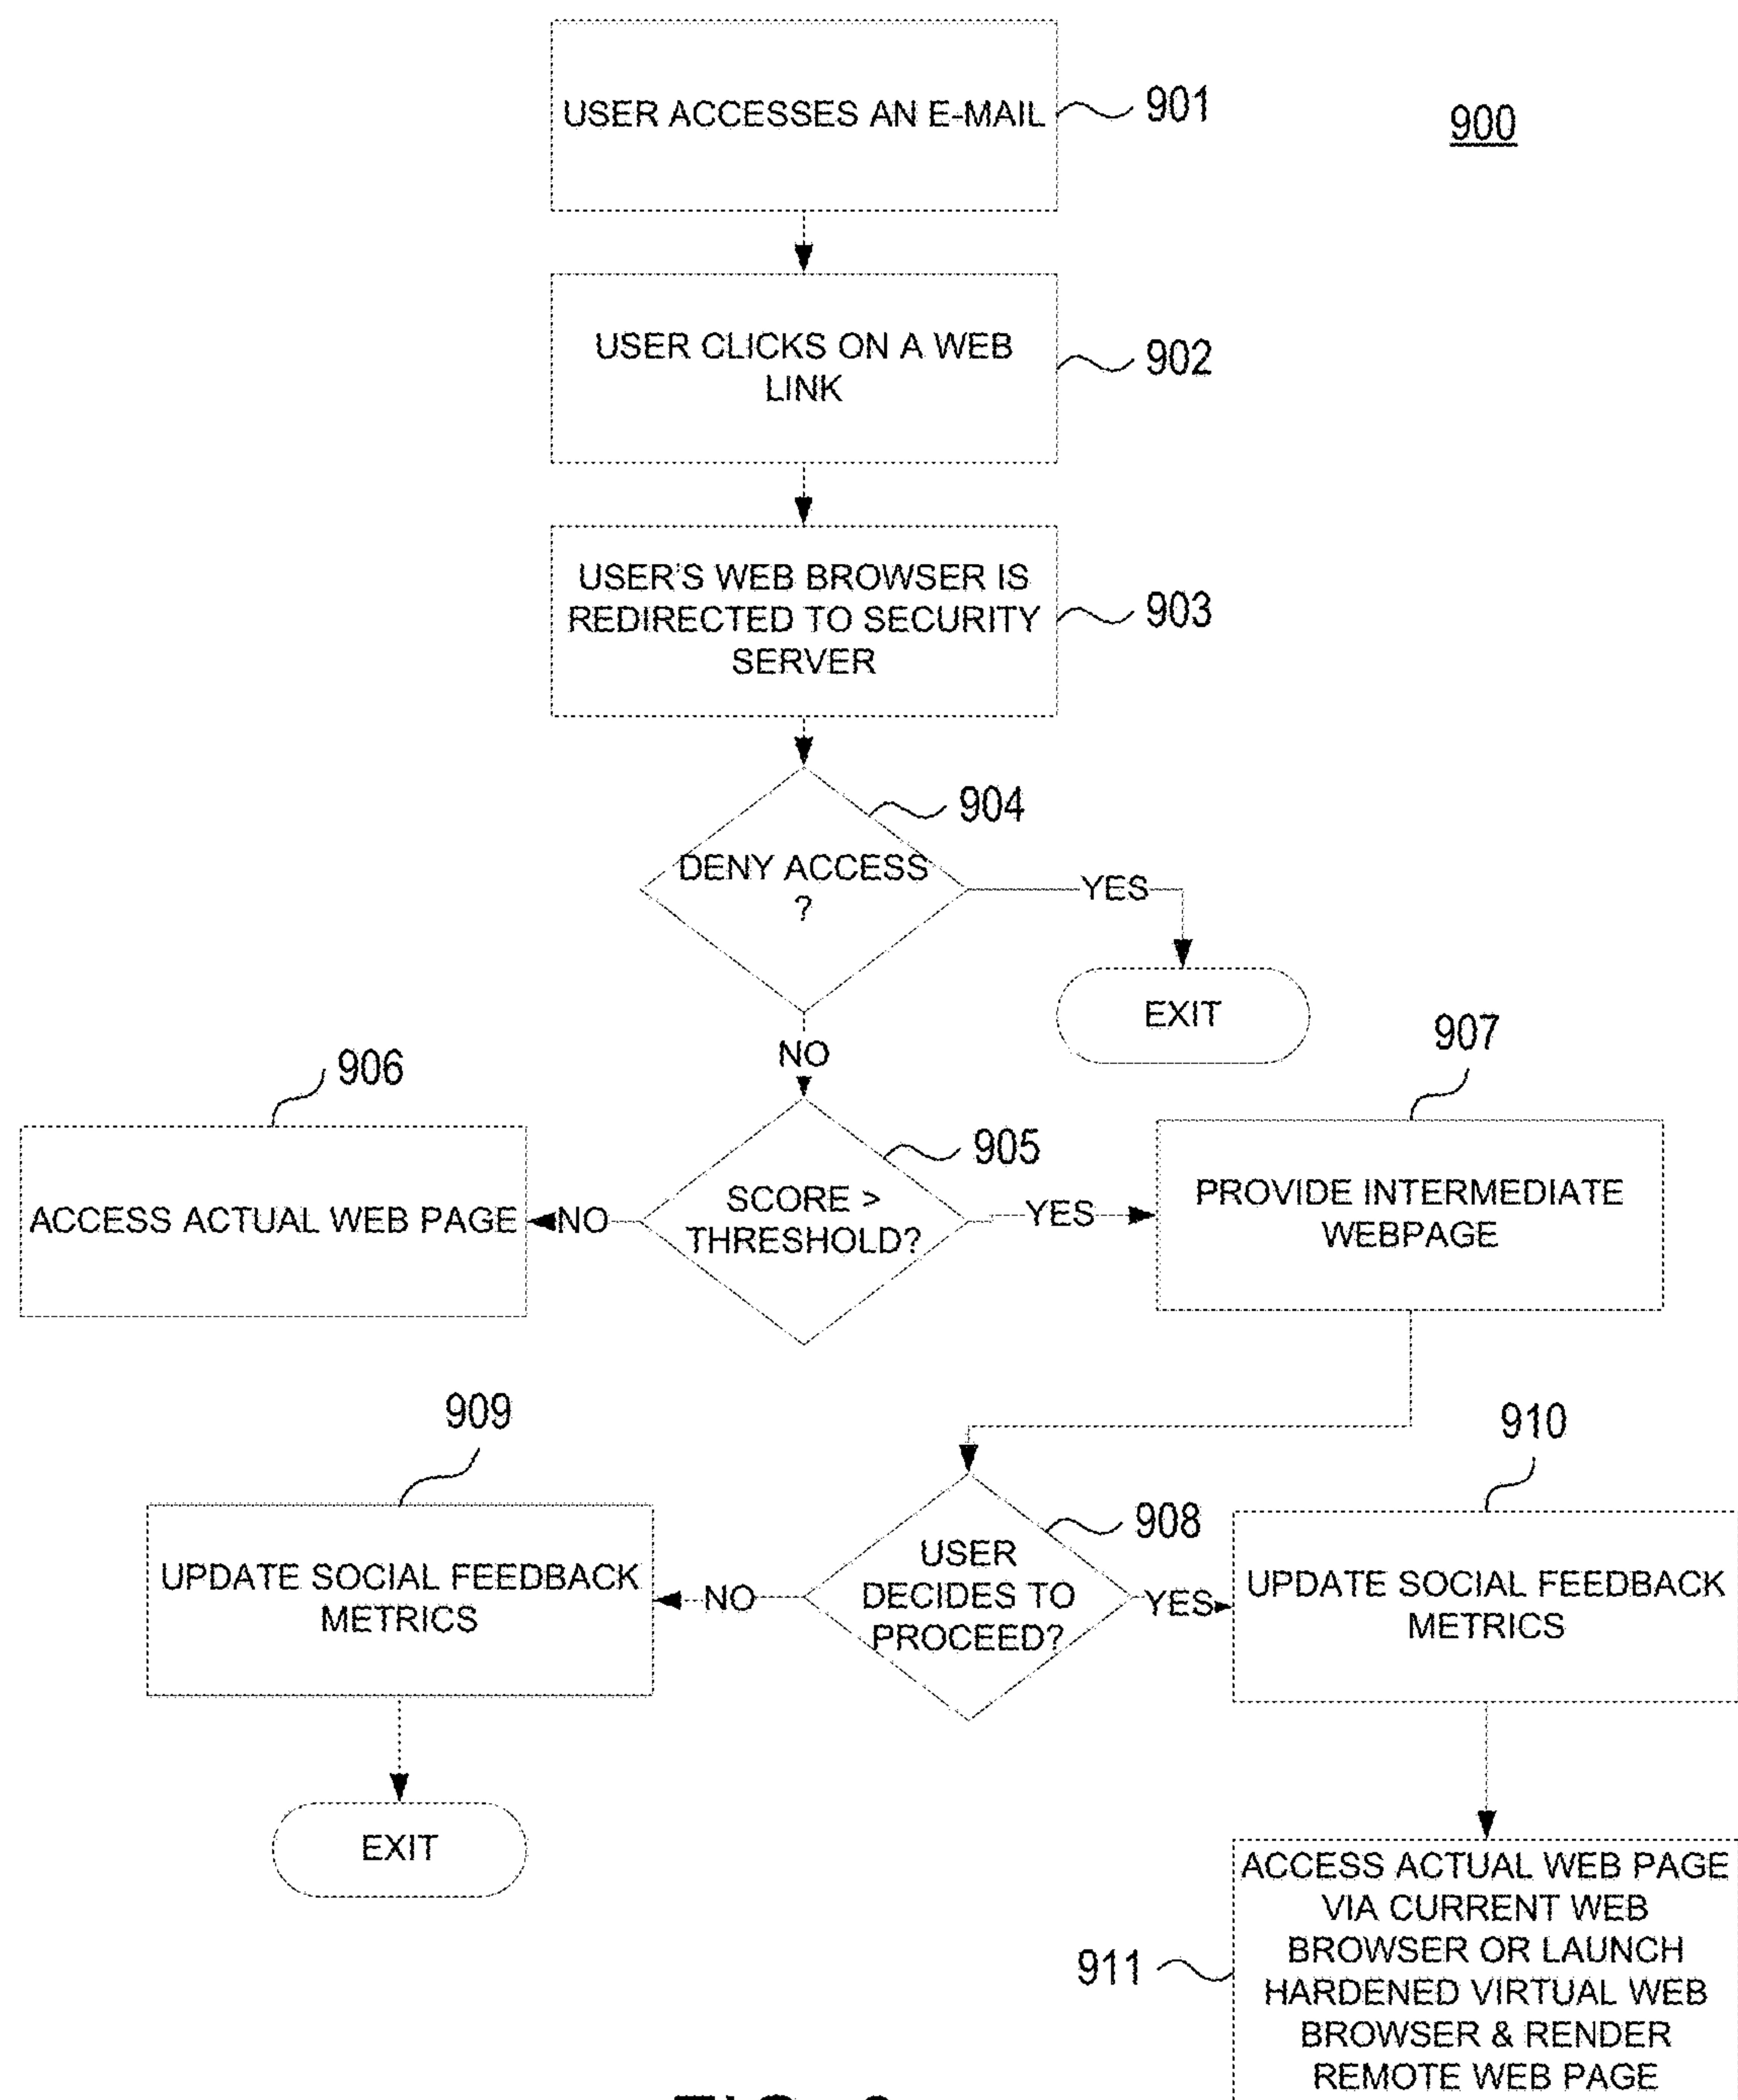 USER ACCESSES AN E-MAIL
901
900
USER CLICKS ON A WEB
LINK
902
USER'S WEB BROWSER IS
REDIRECTED TO SECURITY
SERVER
903
904
DENY ACCESS
?
YES
EXIT
NO
907
906
905
ACCESS ACTUAL WEB PAGE
NO
SCORE >
THRESHOLD?
YES
PROVIDE INTERMEDIATE
WEBPAGE
909
910
908
UPDATE SOCIAL FEEDBACK
METRICS
NO
USER
DECIDES TO
PROCEED?
YES
UPDATE SOCIAL FEEDBACK
METRICS
EXIT
911
ACCESS ACTUAL WEB PAGE
VIA CURRENT WEB
BROWSER OR LAUNCH
HARDENED VIRTUAL WEB
BROWSER & RENDER
REMOTE WEB PAGE